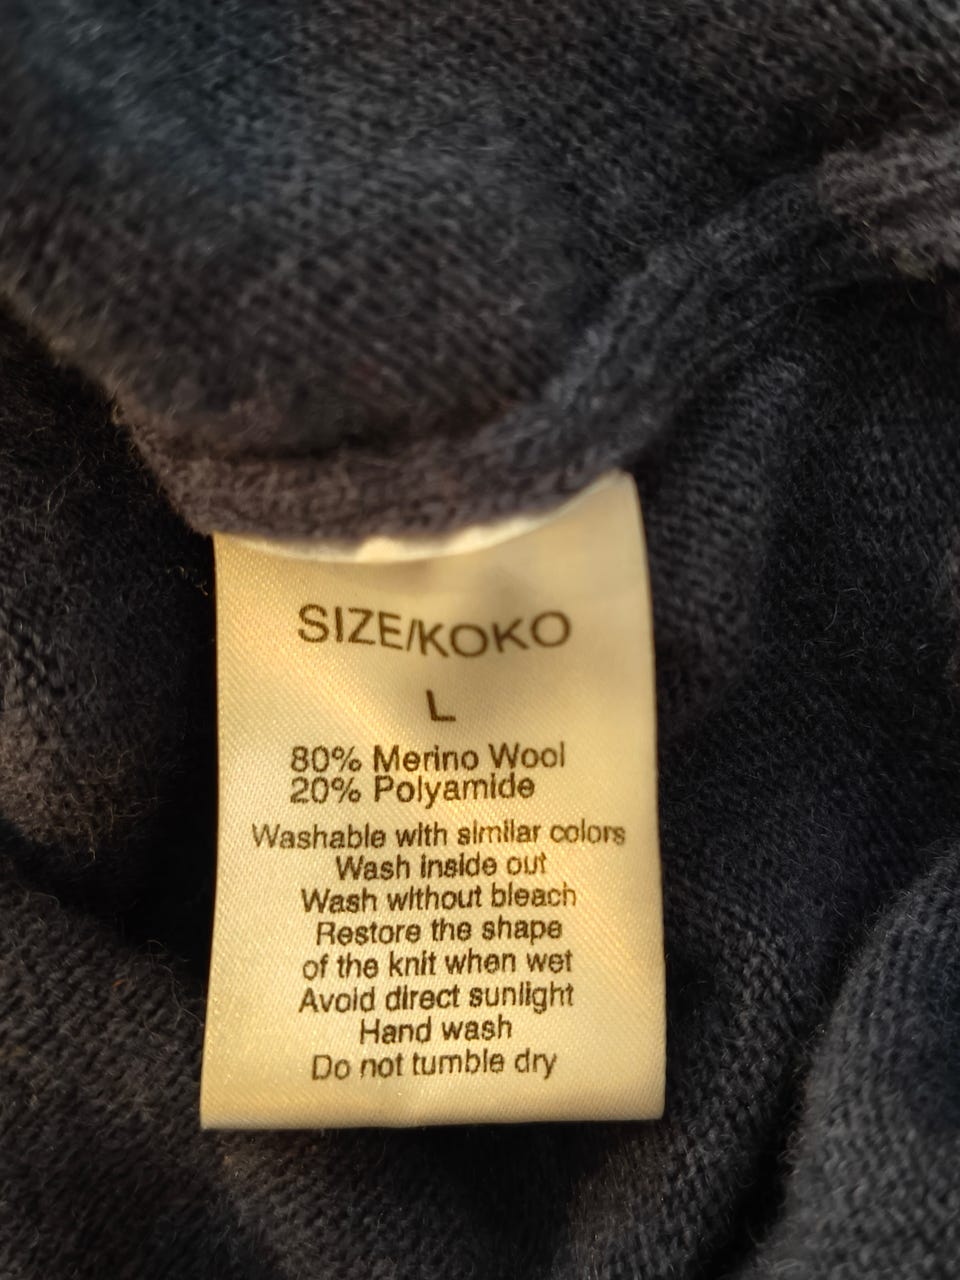 SIZE/KOKO
L
80% Merino Wool
20% Polyamide
Washable with similar colors
Wash inside out
Wash without bleach
Restore the shape
of the knit when wet
Avoid direct sunlight
Hand wash
Do not tumble dry